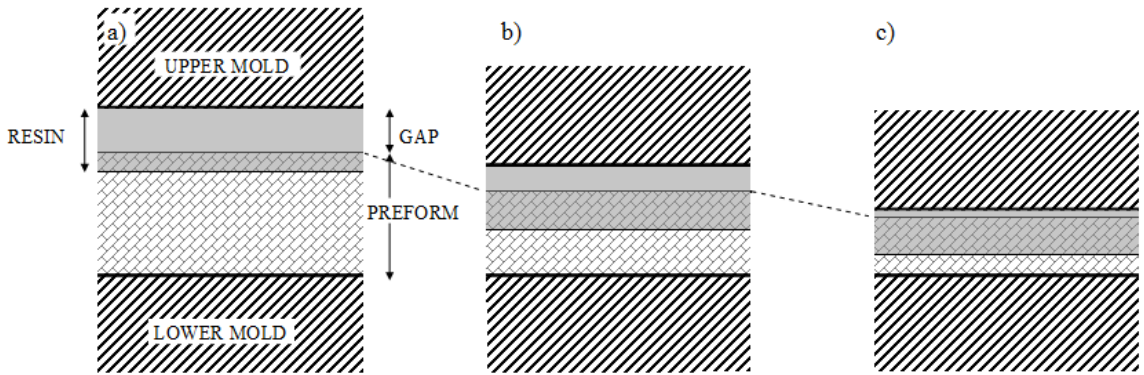 a)
b)
c)
UPPER MOLD
RESIN
GAP
PREFORM
LOWER MOLD